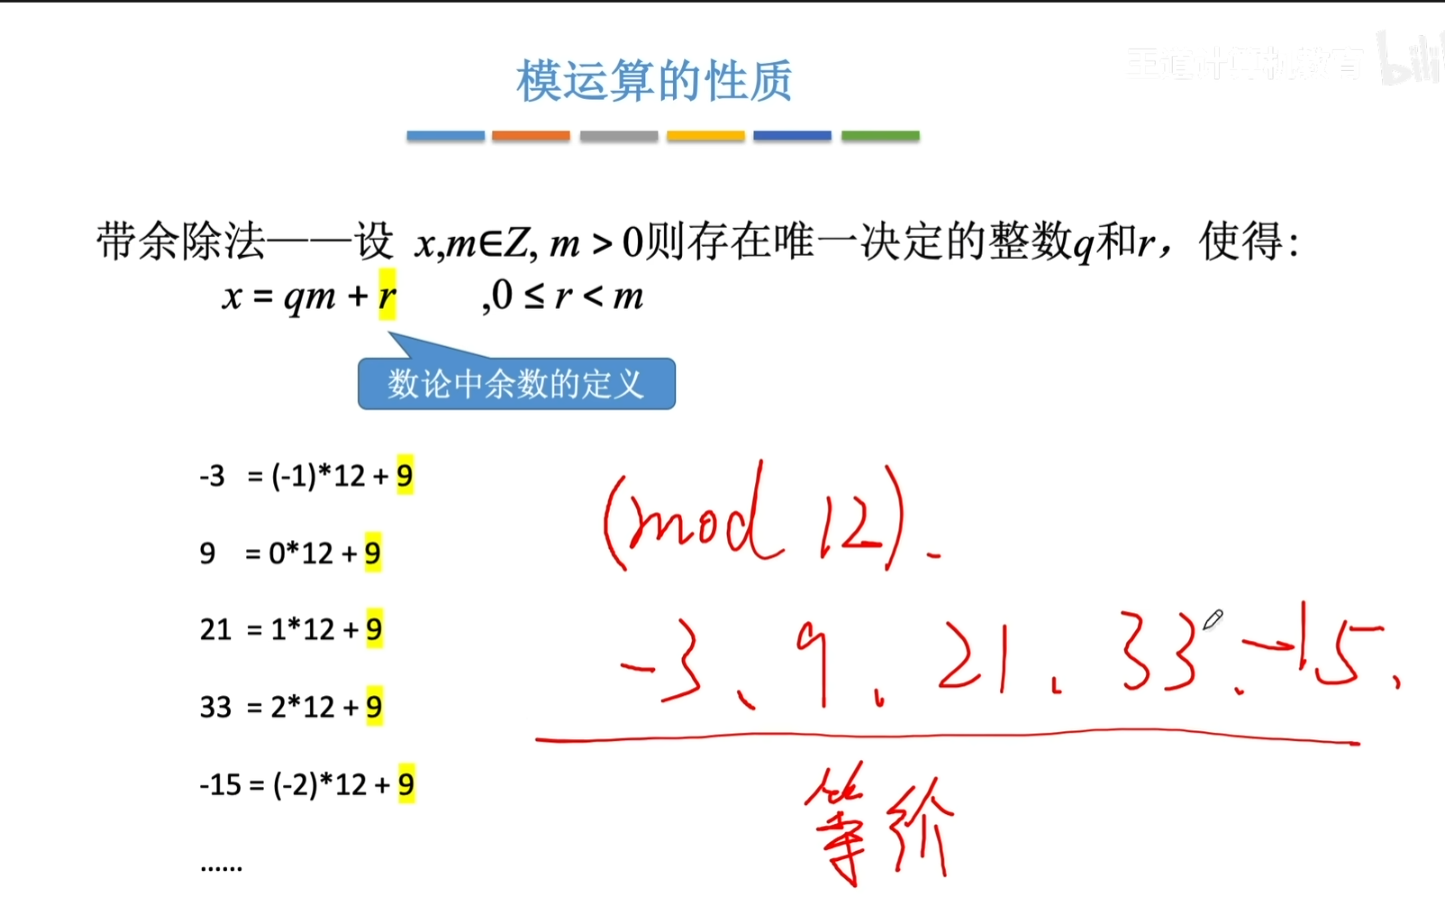 王道计算机教育 bili
模运算的性质
带余除法——设 x,m∈Z, m > 0则存在唯一决定的整数q和r，使得：
x = qm + r ,0 ≤ r < m
数论中余数的定义
-3 = (-1)*12 + 9
9 = 0*12 + 9
21 = 1*12 + 9
33 = 2*12 + 9
-15 = (-2)*12 + 9
......
(mod 12).
-3、9、21、33、-15、
等价